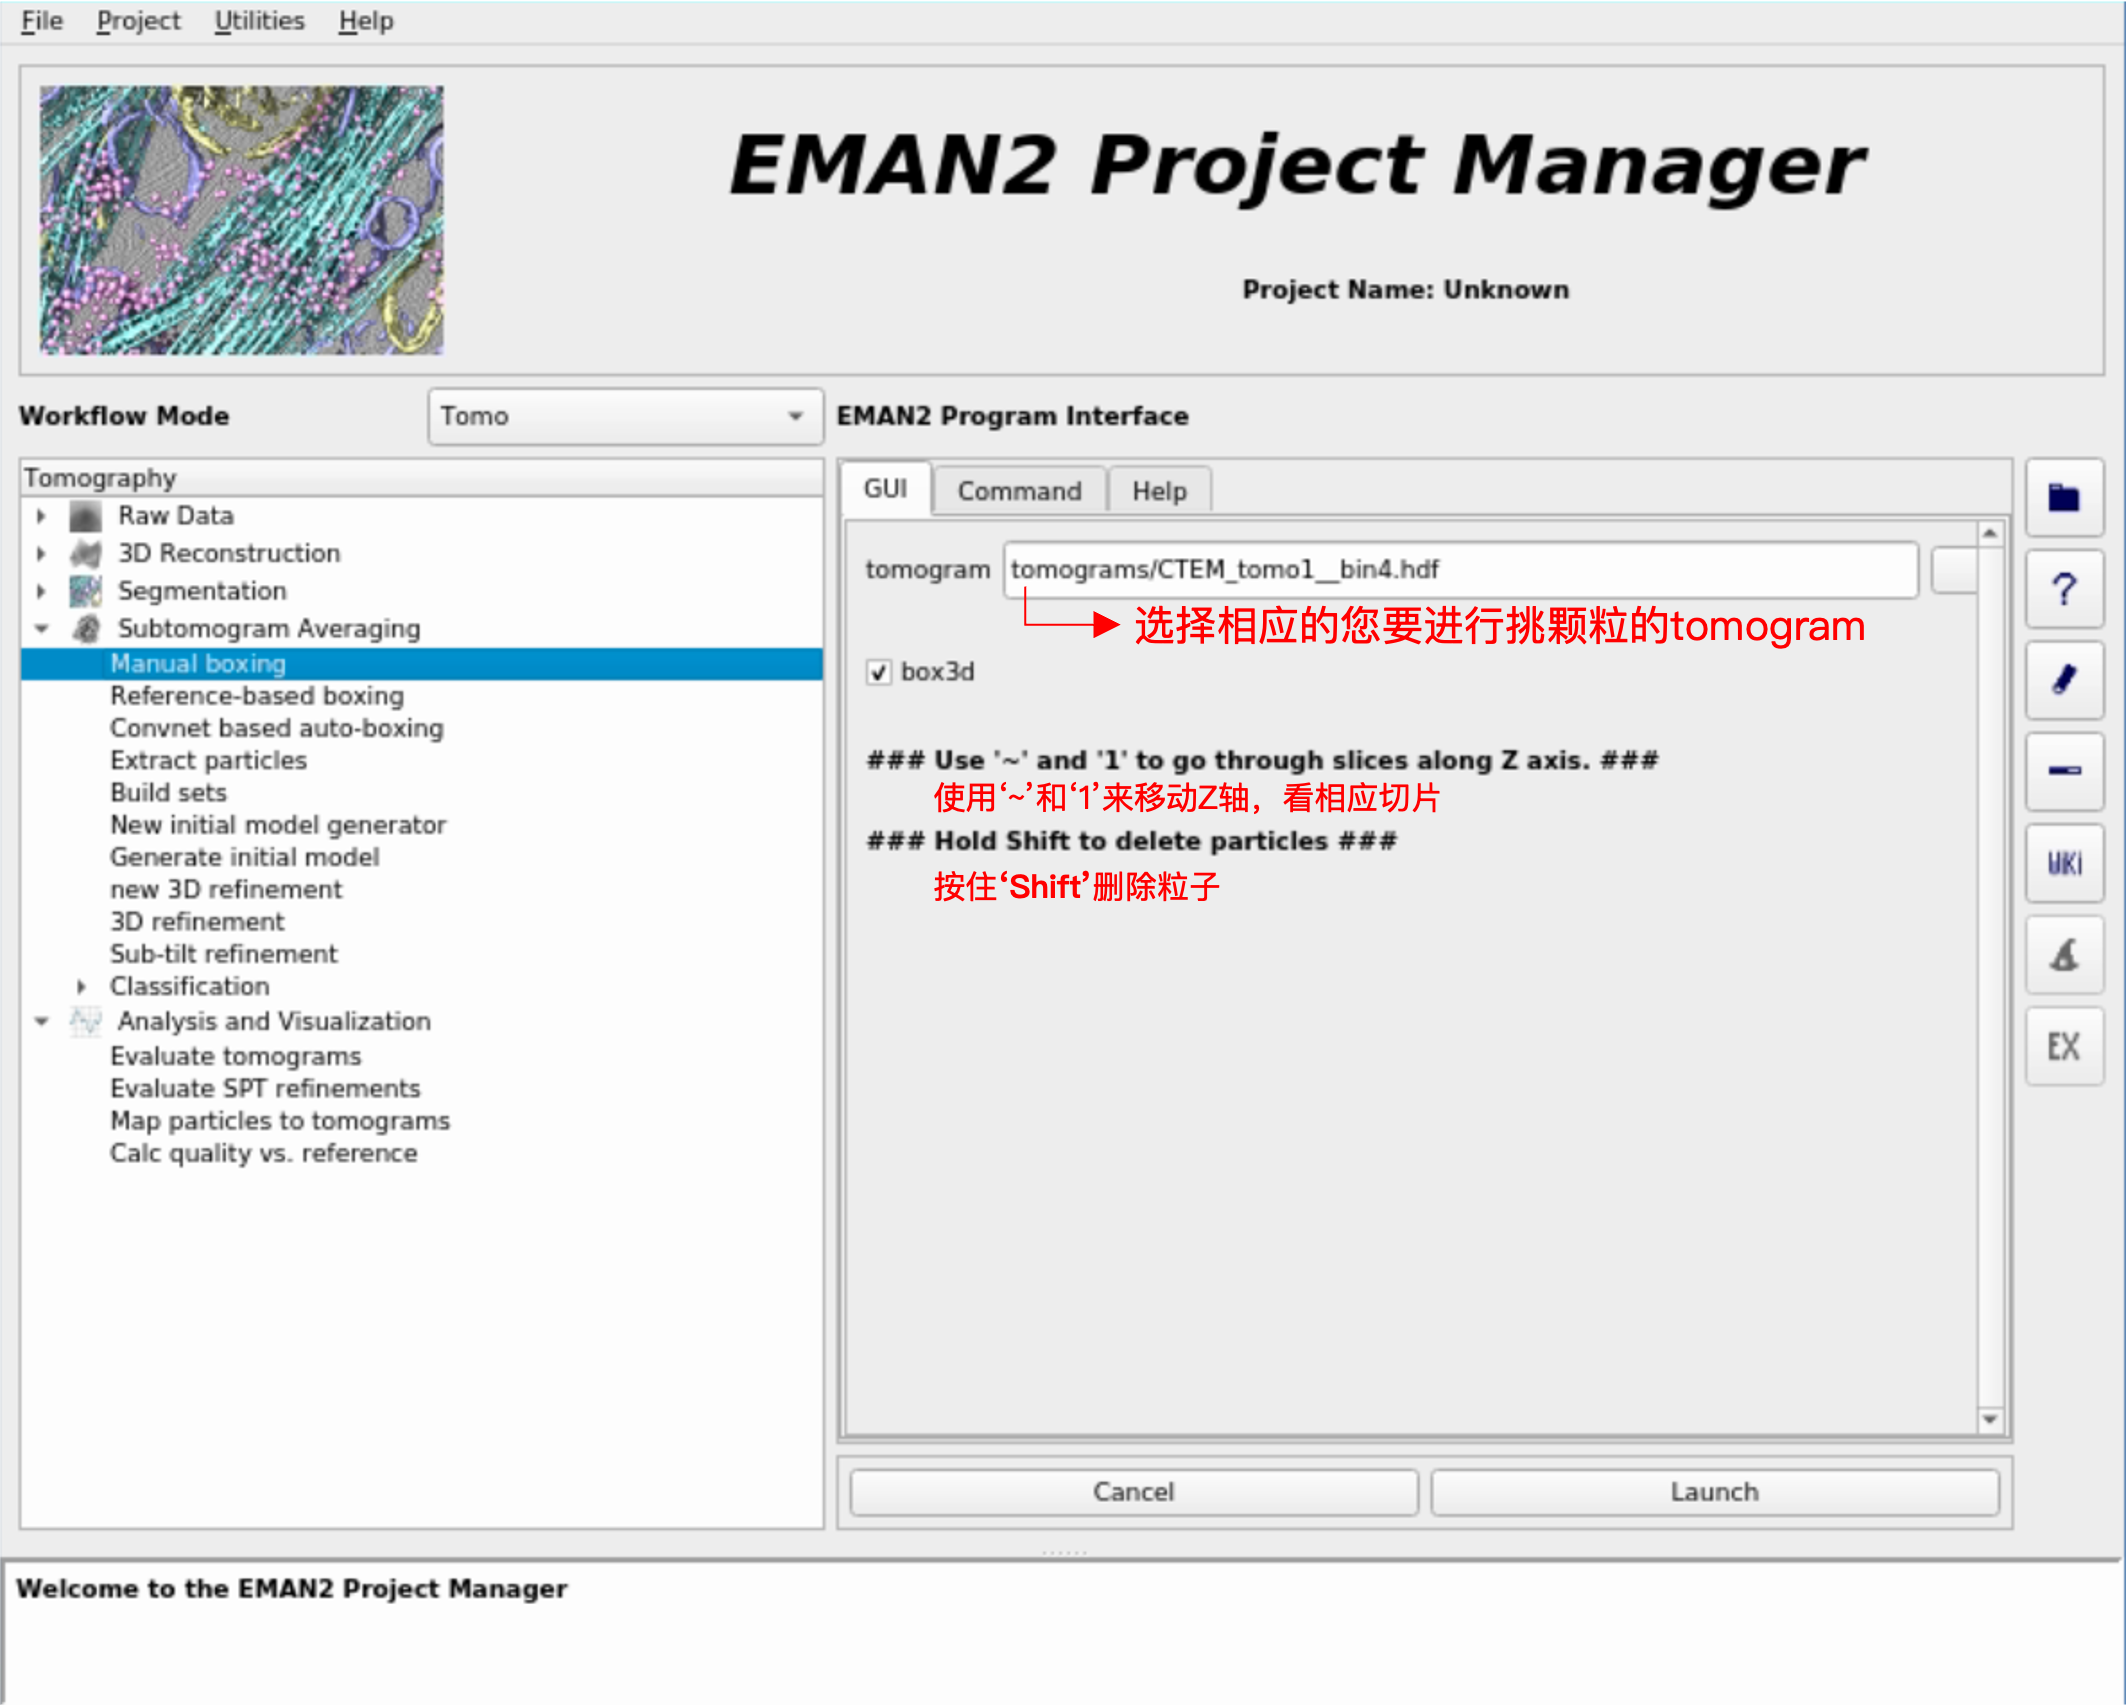 File Project Utilities Help
EMAN2 Project Manager
Project Name: Unknown
Workflow Mode
Tomo
EMAN2 Program Interface
Tomography
Raw Data
3D Reconstruction
Segmentation
Subtomogram Averaging
Manual boxing
Reference-based boxing
Convnet based auto-boxing
Extract particles
Build sets
New initial model generator
Generate initial model
new 3D refinement
3D refinement
Sub-tilt refinement
Classification
Analysis and Visualization
Evaluate tomograms
Evaluate SPT refinements
Map particles to tomograms
Calc quality vs. reference
GUI Command Help
tomogram tomograms/CTEM_tomo1__bin4.hdf
选择相应的您要进行挑颗粒的tomogram
box3d
### Use '~' and '1' to go through slices along Z axis. ###
使用‘~’和‘1’来移动Z轴，看相应切片
### Hold Shift to delete particles ###
按住‘Shift’删除粒子
?
WKi
EX
Cancel
Launch
Welcome to the EMAN2 Project Manager